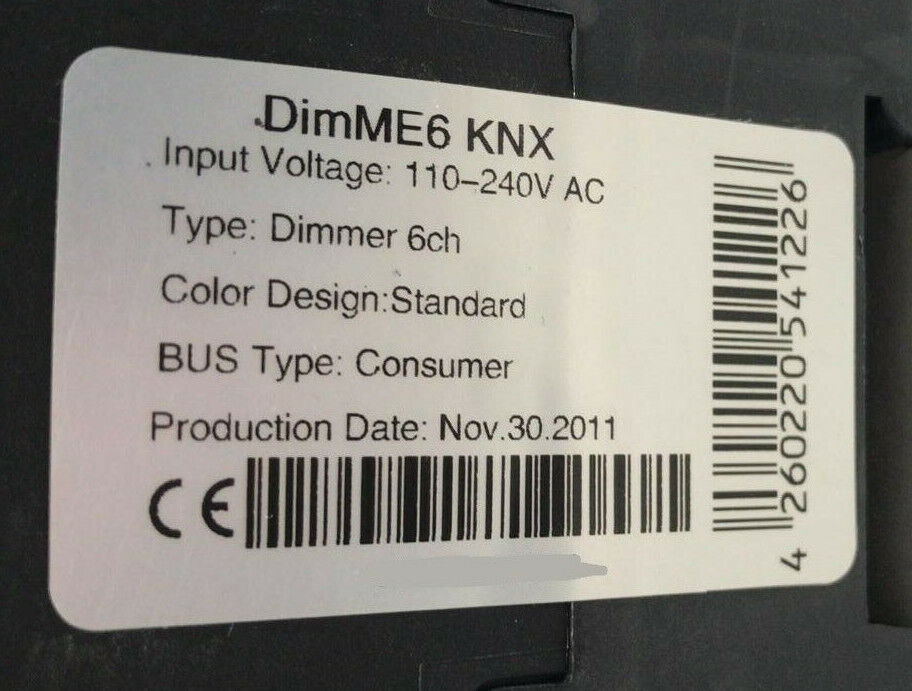 DimME6 KNX
Input Voltage: 110-240V AC
Type: Dimmer 6ch
Color Design:Standard
BUS Type: Consumer
Production Date: Nov.30.2011
CE
4 260220 541226